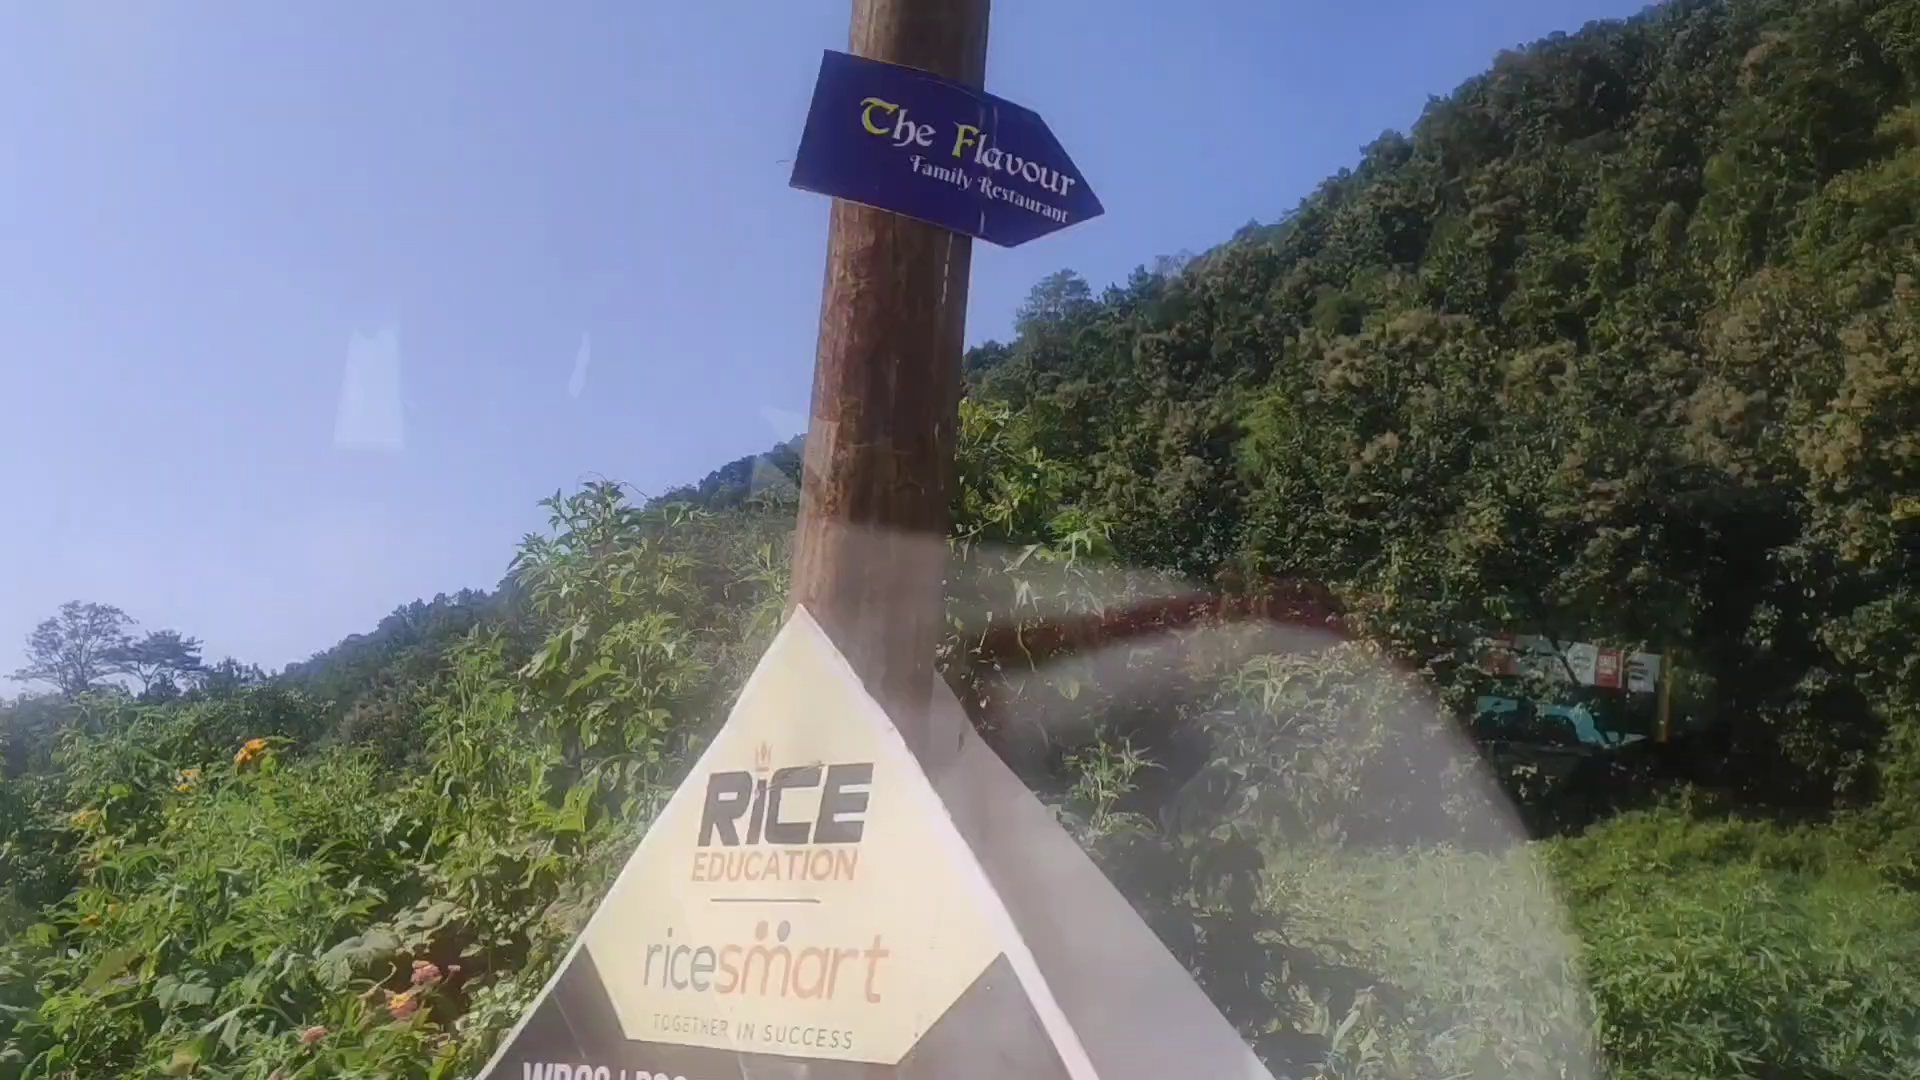 The Flavour
Family Restaurant
RiCE
EDUCATION
ricesmart
TOGETHER IN SUCCESS